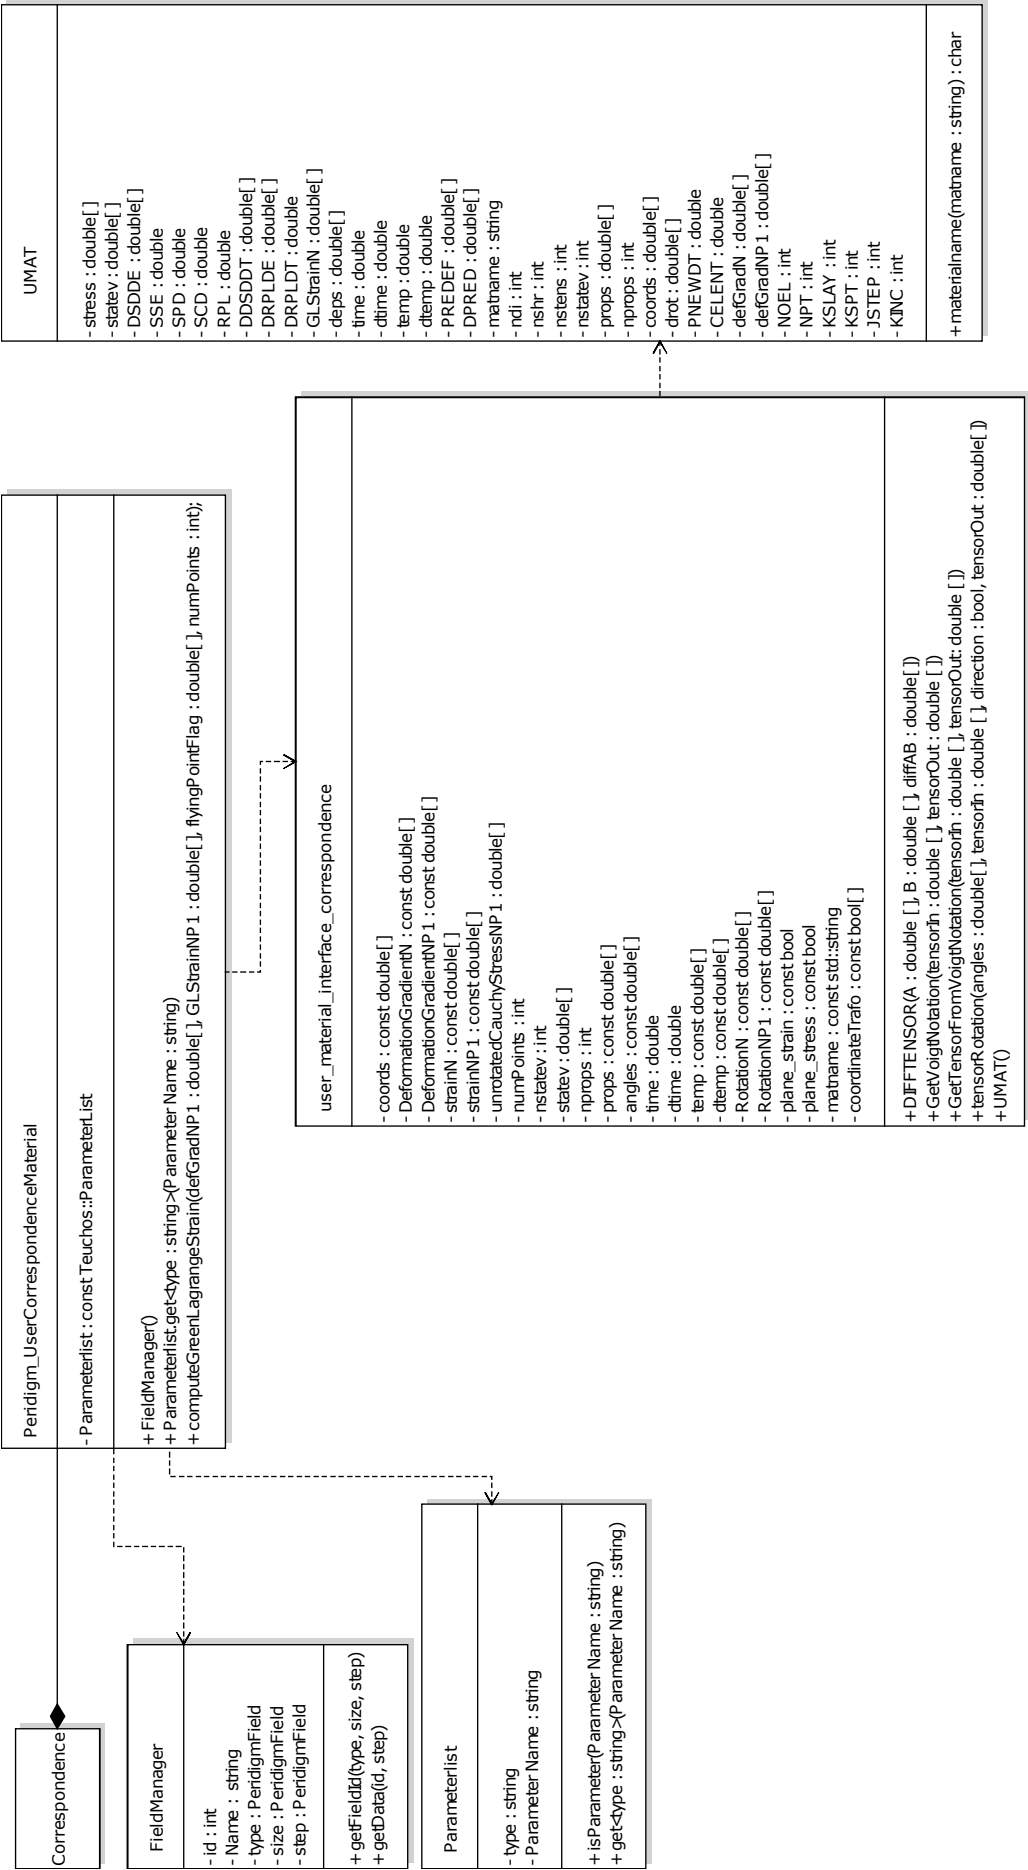 Correspondence
Peridigm_UserCorrespondenceMaterial
- Parameterlist : const Teuchos::ParameterList
+ FieldManager()
+ Parameterlist.get<type : string>(Parameter Name : string)
+ computeGreenLagrangeStrain(defGradNP1 : double[], GLStrainNP1 : double[], flyingPointFlag : double[], numPoints : int);
UMAT
- stress : double[]
- statev : double[]
- DSDDE : double[]
- SSE : double
- SPD : double
- SCD : double
- RPL : double
- DDSDDT : double[]
- DRPLDE : double[]
- DRPLDT : double
- GLStrainN : double[]
- deps : double[]
- time : double
- dtime : double
- temp : double
- dtemp : double
- PREDEF : double[]
- DPRED : double[]
- matname : string
- ndi : int
- nshr : int
- nstens : int
- nstatev : int
- props : double[]
- nprops : int
- coords : double[]
- drot : double[]
- PNEWDT : double
- CELENT : double
- defGradN : double[]
- defGradNP1 : double[]
- NOEL : int
- NPT : int
- KSLAY : int
- KSPT : int
- JSTEP : int
- KINC : int
+ materialname(matname : string) : char
FieldManager
- id : int
- Name : string
- type : PeridigmField
- size : PeridigmField
- step : PeridigmField
+ getFieldId(type, size, step)
+ getData(id, step)
user_material_interface_correspondence
- coords : const double[]
- DeformationGradientN : const double[]
- DeformationGradientNP1 : const double[]
- strainN : const double[]
- strainNP1 : const double[]
- unrotatedCauchyStressNP1 : double[]
- numPoints : int
- nstatev : int
- statev : double[]
- nprops : int
- props : const double[]
- angles : const double[]
- time : double
- dtime : double
- temp : const double[]
- dtemp : const double[]
- RotationN : const double[]
- RotationNP1 : const double[]
- plane_strain : const bool
- plane_stress : const bool
- matname : const std::string
- coordinateTrafo : const bool[]
+ DIFFTENSOR(A : double [], B : double [], diffAB : double[])
+ GetVoigtNotation(tensorIn : double [], tensorOut : double [])
+ GetTensorFromVoigtNotation(tensorIn : double [], tensorOut: double [])
+ tensorRotation(angles : double[], tensorIn : double [], direction : bool, tensorOut : double[])
+ UMAT()
Parameterlist
- type : string
- Parameter Name : string
+ isParameter(Parameter Name : string)
+ get<type : string>(Parameter Name : string)